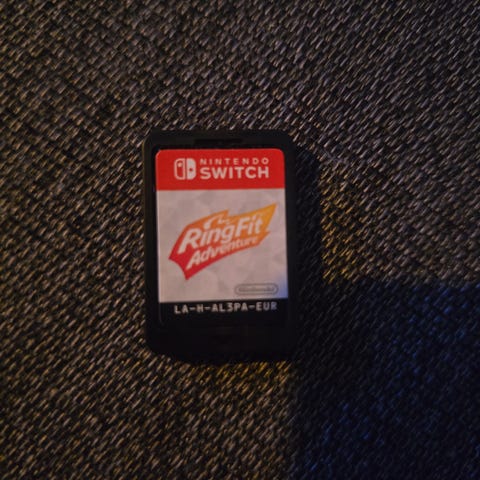 NINTENDO
SWITCH
RingFit
Adventure
Nintendo
LA-H-AL3PA-EUR